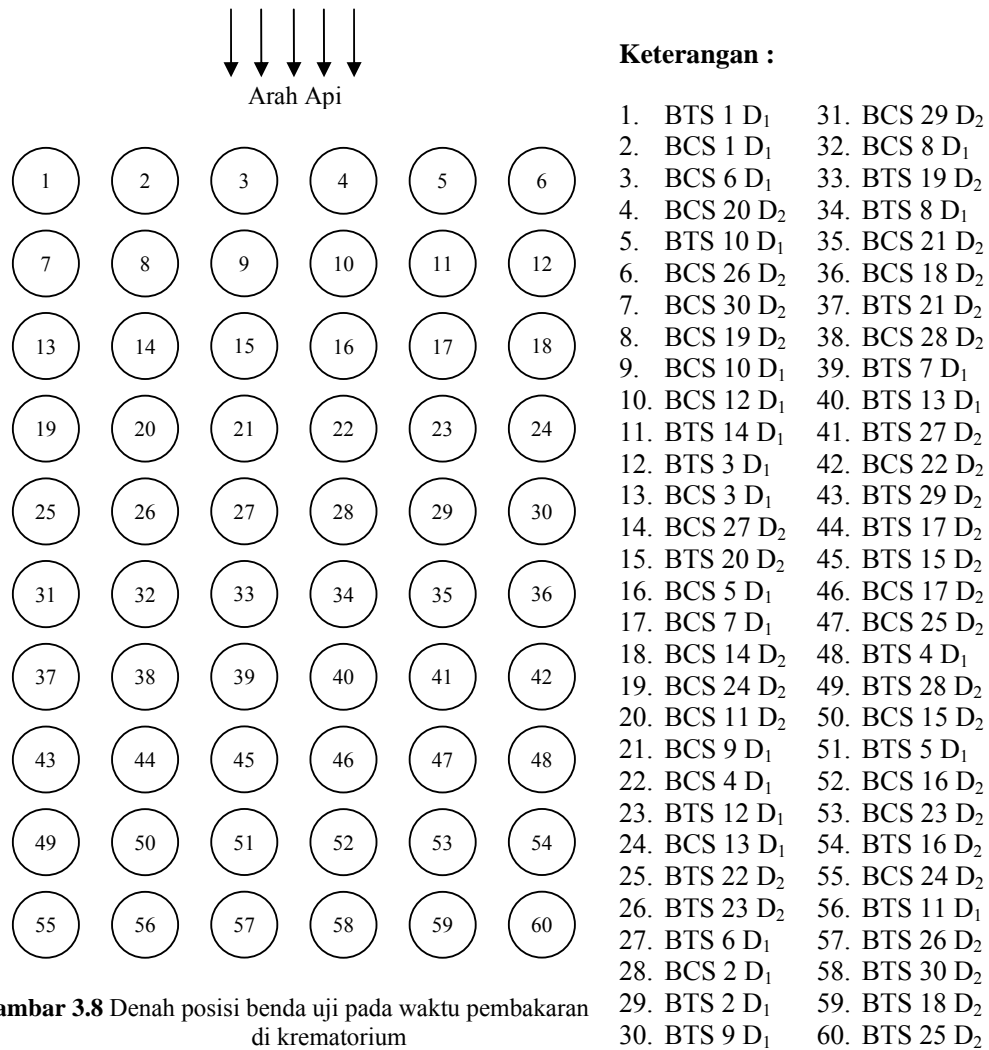 Arah Api
1 2 3 4 5 6
7 8 9 10 11 12
13 14 15 16 17 18
19 20 21 22 23 24
25 26 27 28 29 30
31 32 33 34 35 36
37 38 39 40 41 42
43 44 45 46 47 48
49 50 51 52 53 54
55 56 57 58 59 60
ambar 3.8 Denah posisi benda uji pada waktu pembakaran
di krematorium
Keterangan :
1. BTS 1 D₁
2. BCS 1 D₁
3. BCS 6 D₁
4. BCS 20 D₂
5. BTS 10 D₁
6. BCS 26 D₂
7. BCS 30 D₂
8. BCS 19 D₂
9. BCS 10 D₁
10. BCS 12 D₁
11. BTS 14 D₁
12. BTS 3 D₁
13. BCS 3 D₁
14. BCS 27 D₂
15. BTS 20 D₂
16. BCS 5 D₁
17. BCS 7 D₁
18. BCS 14 D₂
19. BCS 24 D₂
20. BCS 11 D₂
21. BCS 9 D₁
22. BCS 4 D₁
23. BTS 12 D₁
24. BCS 13 D₁
25. BTS 22 D₂
26. BTS 23 D₂
27. BTS 6 D₁
28. BCS 2 D₁
29. BTS 2 D₁
30. BTS 9 D₁
31. BCS 29 D₂
32. BCS 8 D₁
33. BTS 19 D₂
34. BTS 8 D₁
35. BCS 21 D₂
36. BCS 18 D₂
37. BTS 21 D₂
38. BCS 28 D₂
39. BTS 7 D₁
40. BTS 13 D₁
41. BTS 27 D₂
42. BCS 22 D₂
43. BTS 29 D₂
44. BTS 17 D₂
45. BTS 15 D₂
46. BCS 17 D₂
47. BCS 25 D₂
48. BTS 4 D₁
49. BTS 28 D₂
50. BCS 15 D₂
51. BTS 5 D₁
52. BCS 16 D₂
53. BCS 23 D₂
54. BTS 16 D₂
55. BCS 24 D₂
56. BTS 11 D₁
57. BTS 26 D₂
58. BTS 30 D₂
59. BTS 18 D₂
60. BTS 25 D₂